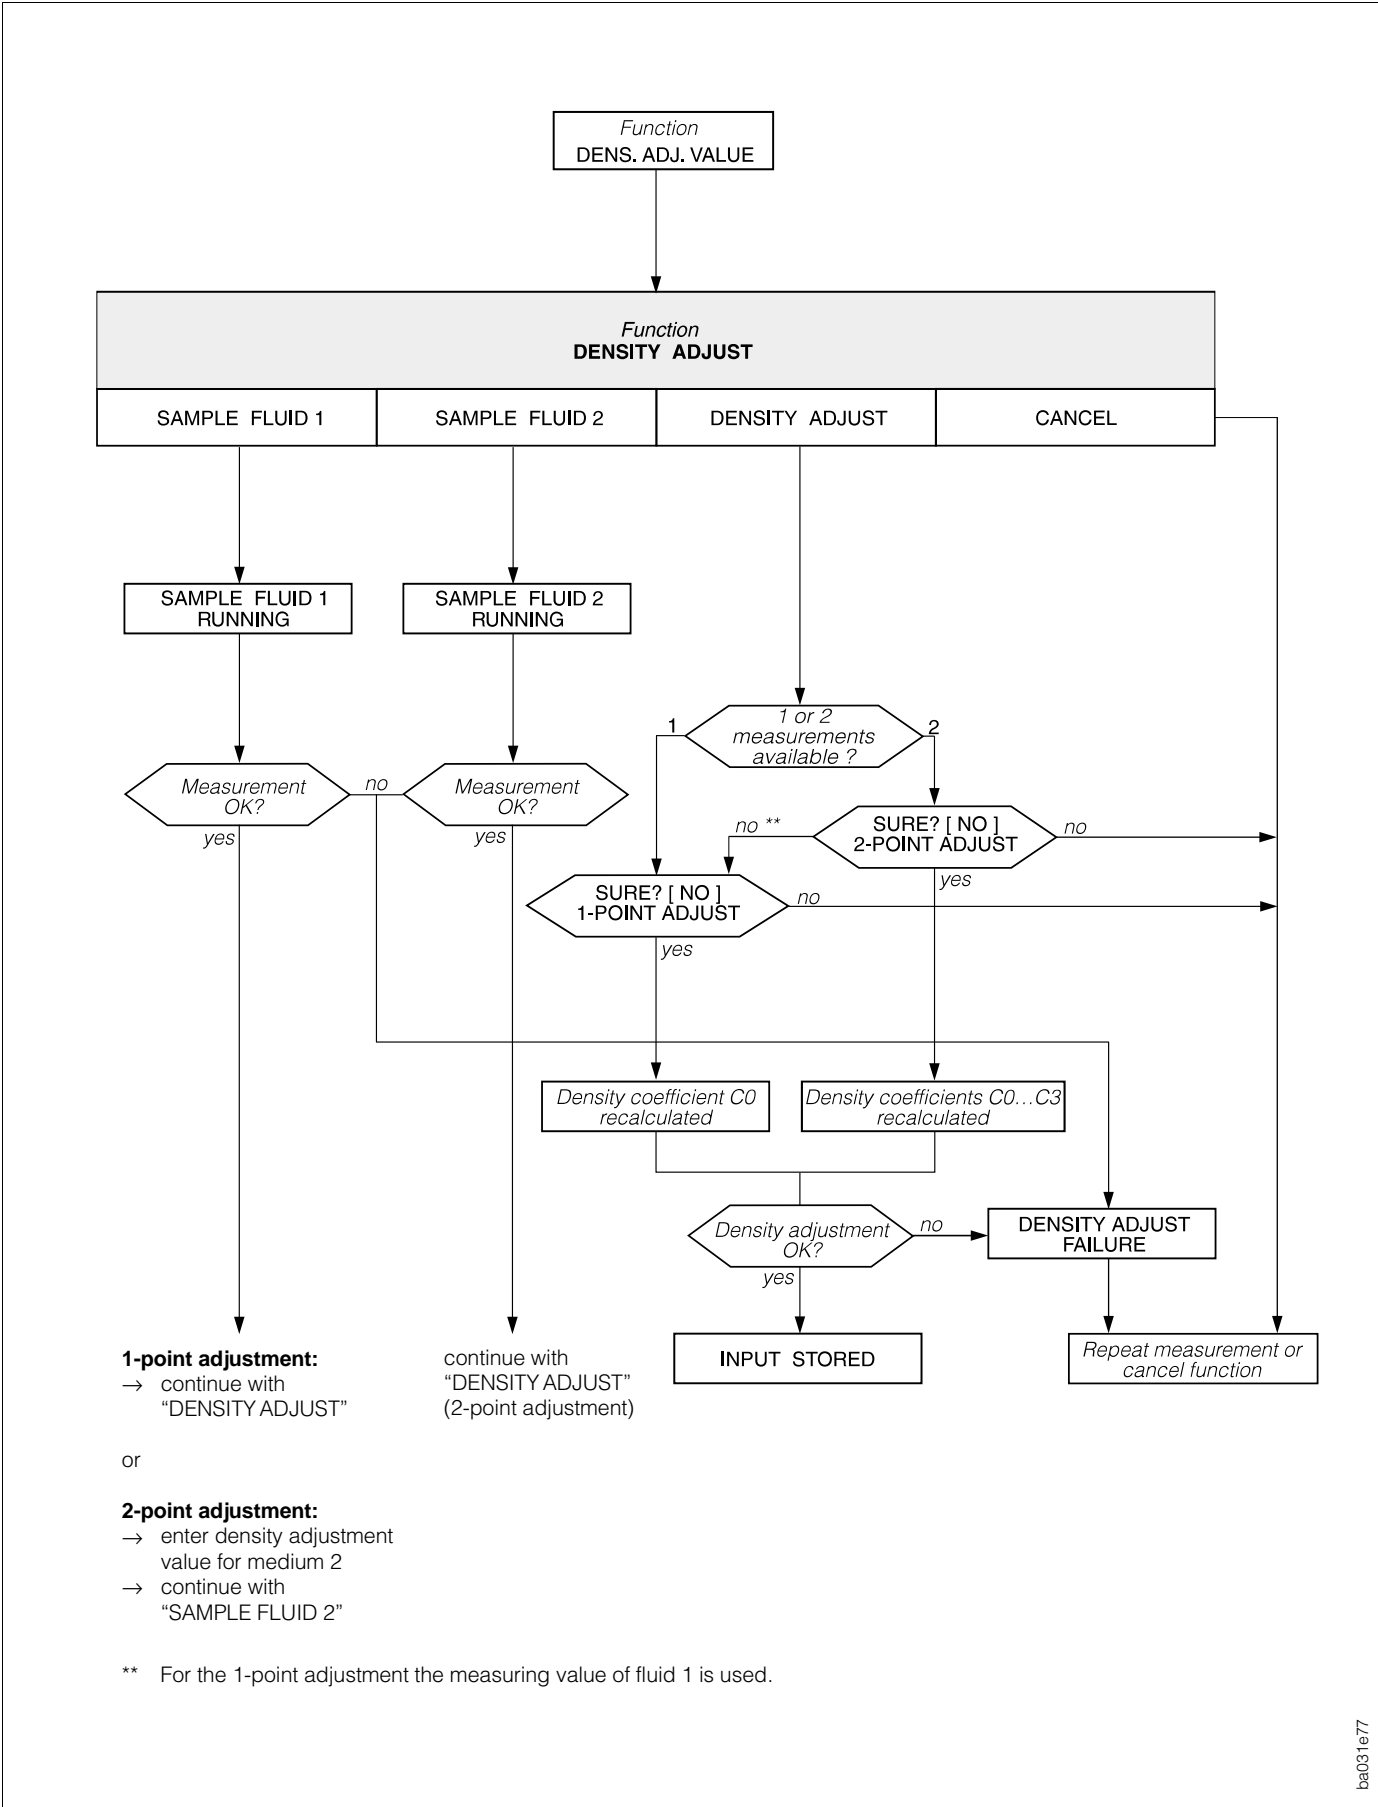 Function
DENS. ADJ. VALUE
Function
DENSITY ADJUST
SAMPLE FLUID 1
SAMPLE FLUID 2
DENSITY ADJUST
CANCEL
SAMPLE FLUID 1
RUNNING
SAMPLE FLUID 2
RUNNING
1
1 or 2
measurements
available ?
2
Measurement
OK?
no
Measurement
OK?
yes
yes
no **
SURE? [ NO ]
2-POINT ADJUST
no
yes
SURE? [ NO ]
1-POINT ADJUST
no
yes
Density coefficient C0
recalculated
Density coefficients C0...C3
recalculated
Density adjustment
OK?
no
yes
DENSITY ADJUST
FAILURE
INPUT STORED
Repeat measurement or
cancel function
1-point adjustment:
→ continue with
“DENSITY ADJUST”
continue with
“DENSITY ADJUST”
(2-point adjustment)
or
2-point adjustment:
→ enter density adjustment
value for medium 2
→ continue with
“SAMPLE FLUID 2”
** For the 1-point adjustment the measuring value of fluid 1 is used.
ba031e77